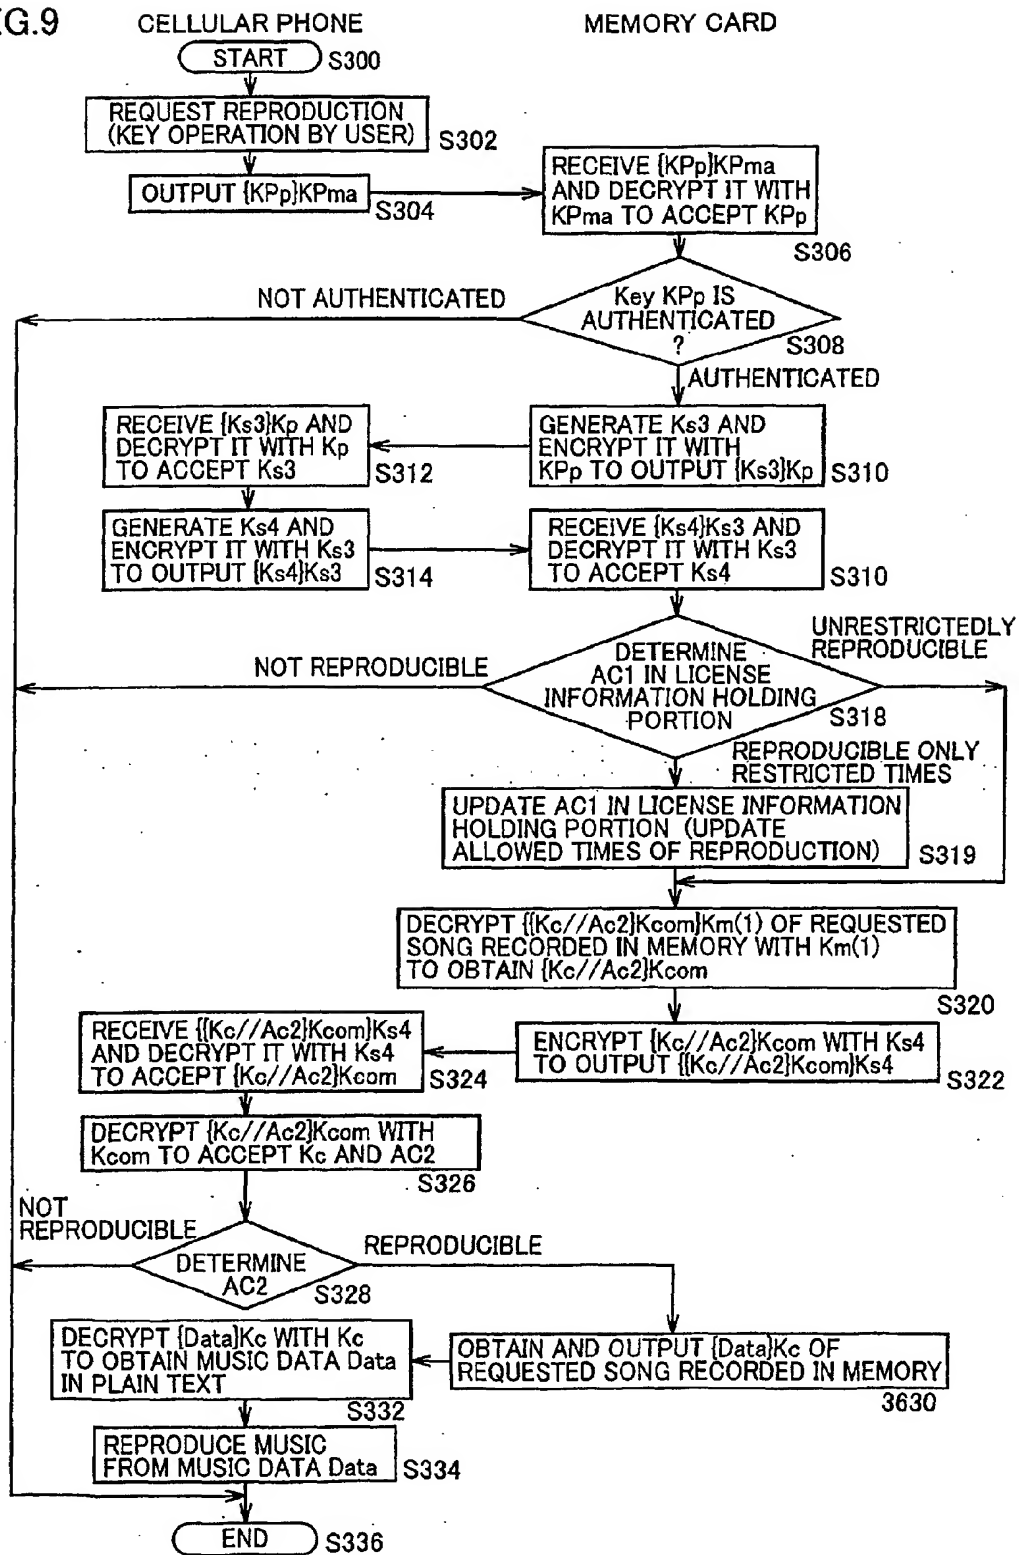 IG.9
CELLULAR PHONE
MEMORY CARD
START
S300
REQUEST REPRODUCTION
(KEY OPERATION BY USER)
S302
OUTPUT {KPp}KPma
S304
RECEIVE {KPp}KPma
AND DECRYPT IT WITH
KPma TO ACCEPT KPp
S306
NOT AUTHENTICATED
Key KPp IS
AUTHENTICATED
?
S308
AUTHENTICATED
RECEIVE {Ks3}Kp AND
DECRYPT IT WITH Kp
TO ACCEPT Ks3
S312
GENERATE Ks3 AND
ENCRYPT IT WITH
KPp TO OUTPUT {Ks3}Kp
S310
GENERATE Ks4 AND
ENCRYPT IT WITH Ks3
TO OUTPUT {Ks4}Ks3
S314
RECEIVE {Ks4}Ks3 AND
DECRYPT IT WITH Ks3
TO ACCEPT Ks4
S310
NOT REPRODUCIBLE
DETERMINE
AC1 IN LICENSE
INFORMATION HOLDING
PORTION
S318
UNRESTRICTEDLY
REPRODUCIBLE
REPRODUCIBLE ONLY
RESTRICTED TIMES
UPDATE AC1 IN LICENSE INFORMATION
HOLDING PORTION (UPDATE
ALLOWED TIMES OF REPRODUCTION)
S319
DECRYPT {{Kc//Ac2}Kcom}Km(1) OF REQUESTED
SONG RECORDED IN MEMORY WITH Km(1)
TO OBTAIN {Kc//Ac2}Kcom
S320
RECEIVE {{Kc//Ac2}Kcom}Ks4
AND DECRYPT IT WITH Ks4
TO ACCEPT {Kc//Ac2}Kcom
S324
ENCRYPT {Kc//Ac2}Kcom WITH Ks4
TO OUTPUT {{Kc//Ac2}Kcom}Ks4
S322
DECRYPT {Kc//Ac2}Kcom WITH
Kcom TO ACCEPT Kc AND AC2
S326
NOT
REPRODUCIBLE
DETERMINE
AC2
S328
REPRODUCIBLE
DECRYPT {Data}Kc WITH Kc
TO OBTAIN MUSIC DATA Data
IN PLAIN TEXT
S332
OBTAIN AND OUTPUT {Data}Kc OF
REQUESTED SONG RECORDED IN MEMORY
3630
REPRODUCE MUSIC
FROM MUSIC DATA Data
S334
END
S336